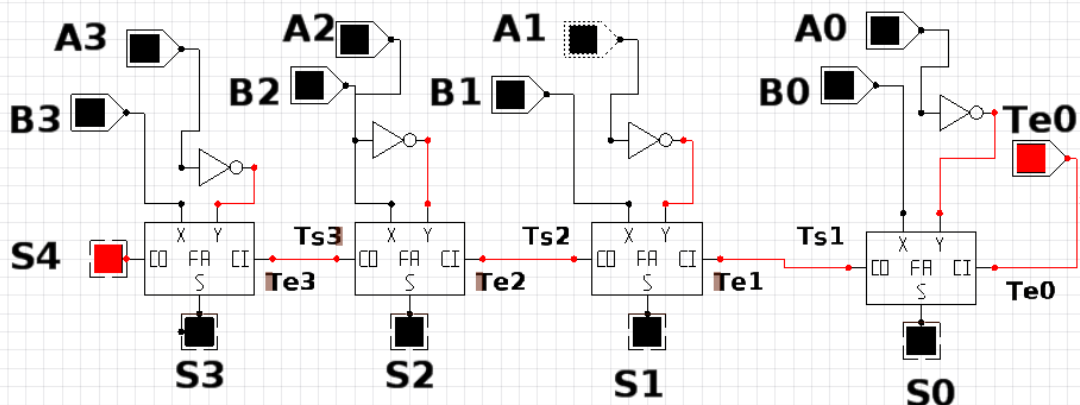 A3
A2
A1
A0
B3
B2
B1
B0
Te0
X Y
X Y
X Y
X Y
S4
CO FA CI
Ts3
CO FA CI
Ts2
CO FA CI
Ts1
CO FA CI
S
Te3
S
Te2
S
Te1
S
Te0
S3
S2
S1
S0